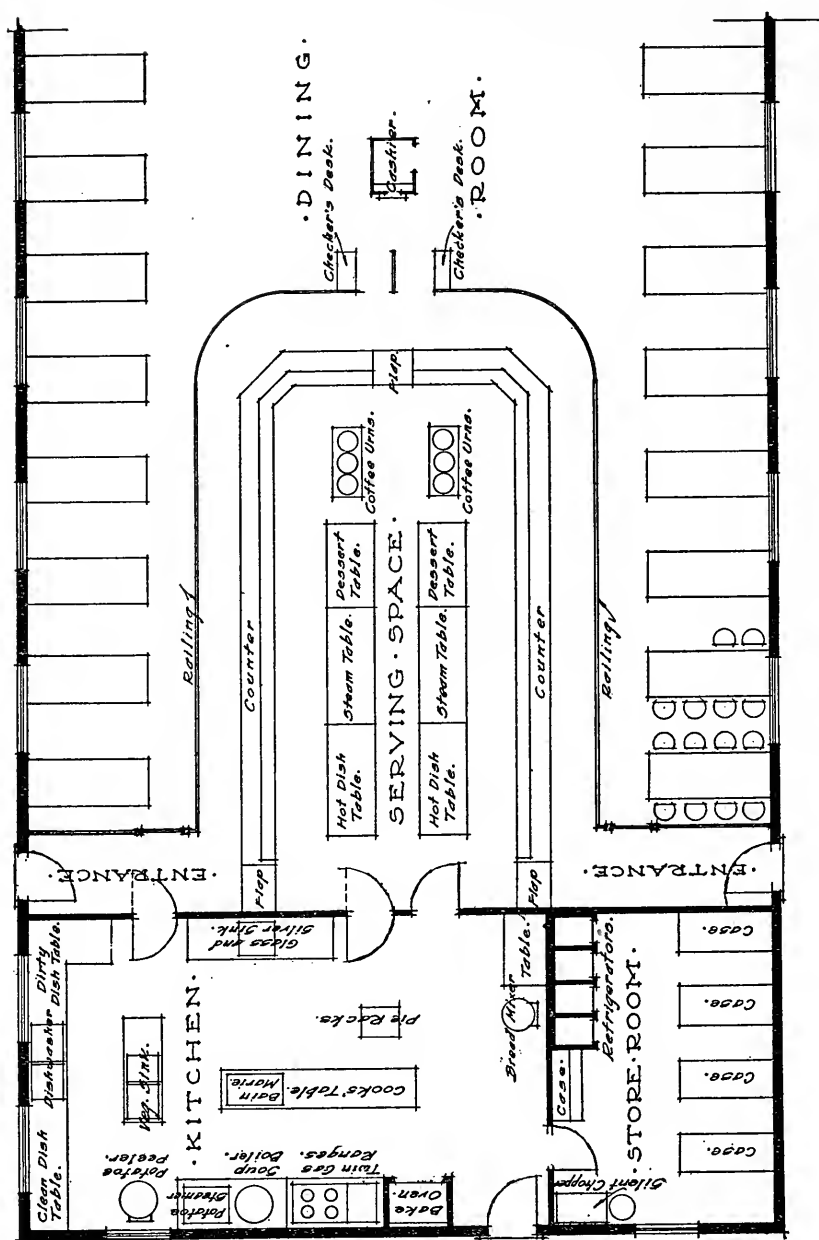 ·DINING·
·ROOM·
Checker's Desk.
Cashier.
Checker's Desk.
Flap.
Coffee Urns.
Coffee Urns.
Railing
Counter
Dessert
Table.
Steam Table.
Hot Dish
Table.
·SERVING·SPACE·
Dessert
Table.
Steam Table.
Hot Dish
Table.
Counter
Railing
·ENTRANCE·
Flap
Flap
·ENTRANCE·
Dirty
Dish Table.
Dishwasher
Clean Dish
Table.
Glass and
Silver Sink.
Veg. Sink.
·KITCHEN·
Pie Racks.
Bain
Marie.
Cooks' Table.
Potatoe
Peeler.
Potatoe
Steamer
Soup
Boiler.
Twin Gas
Ranges.
Bake
Oven.
Bread Mixer
Table.
Refrigerators.
Case.
·STORE·ROOM·
Silent Chopper
Case.
Case.
Case.
Case.